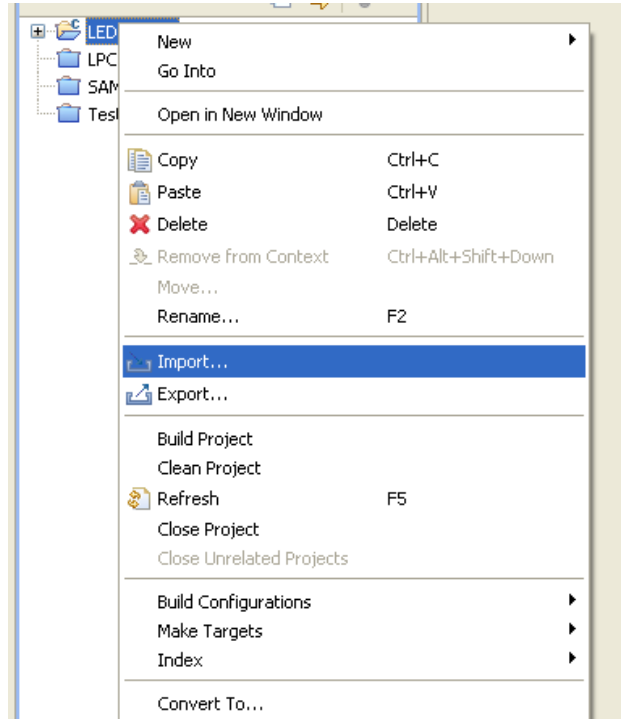 LED
LPC
SAM
Test
New
Go Into
Open in New Window
Copy Ctrl+C
Paste Ctrl+V
Delete Delete
Remove from Context Ctrl+Alt+Shift+Down
Move...
Rename... F2
Import...
Export...
Build Project
Clean Project
Refresh F5
Close Project
Close Unrelated Projects
Build Configurations
Make Targets
Index
Convert To...